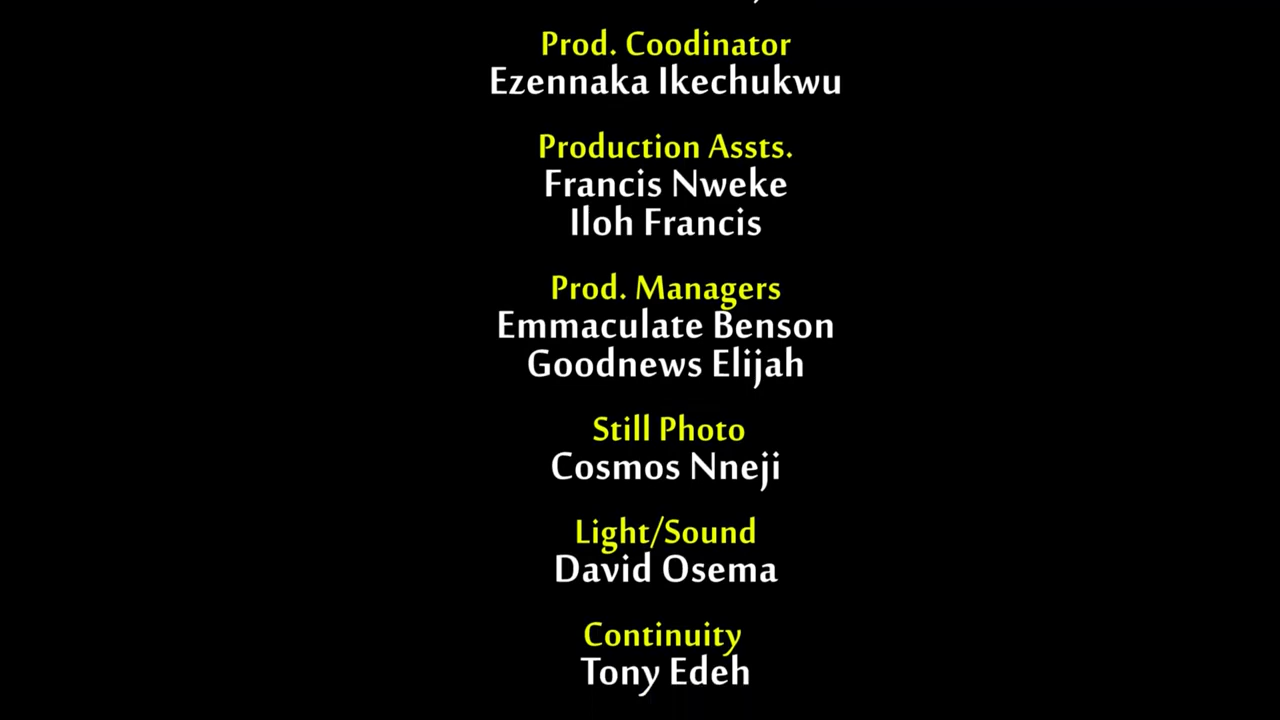 Prod. Coodinator
Ezennaka Ikechukwu
Production Assts.
Francis Nweke
Iloh Francis
Prod. Managers
Emmaculate Benson
Goodnews Elijah
Still Photo
Cosmos Nneji
Light/Sound
David Osema
Continuity
Tony Edeh